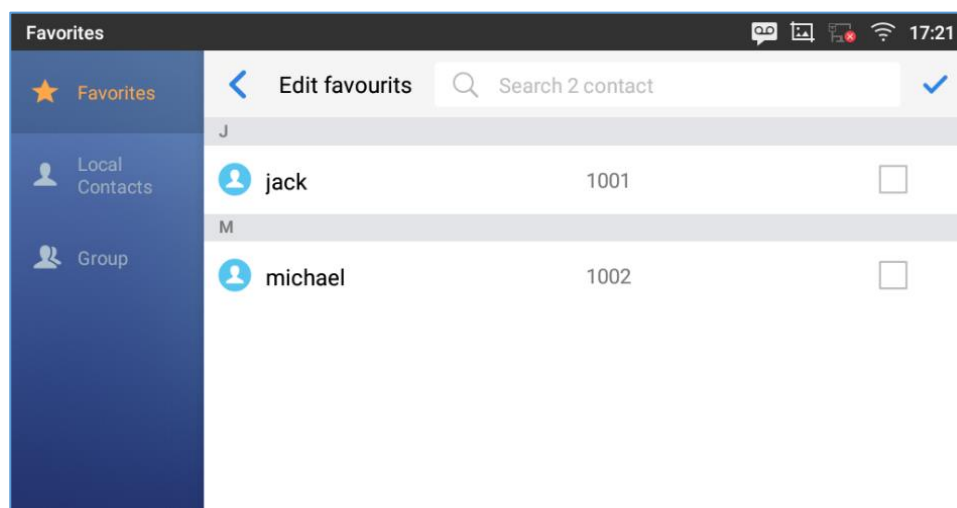 Favorites 17:21
Favorites
Edit favourits Search 2 contact
J
Local
Contacts
jack 1001
M
Group
michael 1002